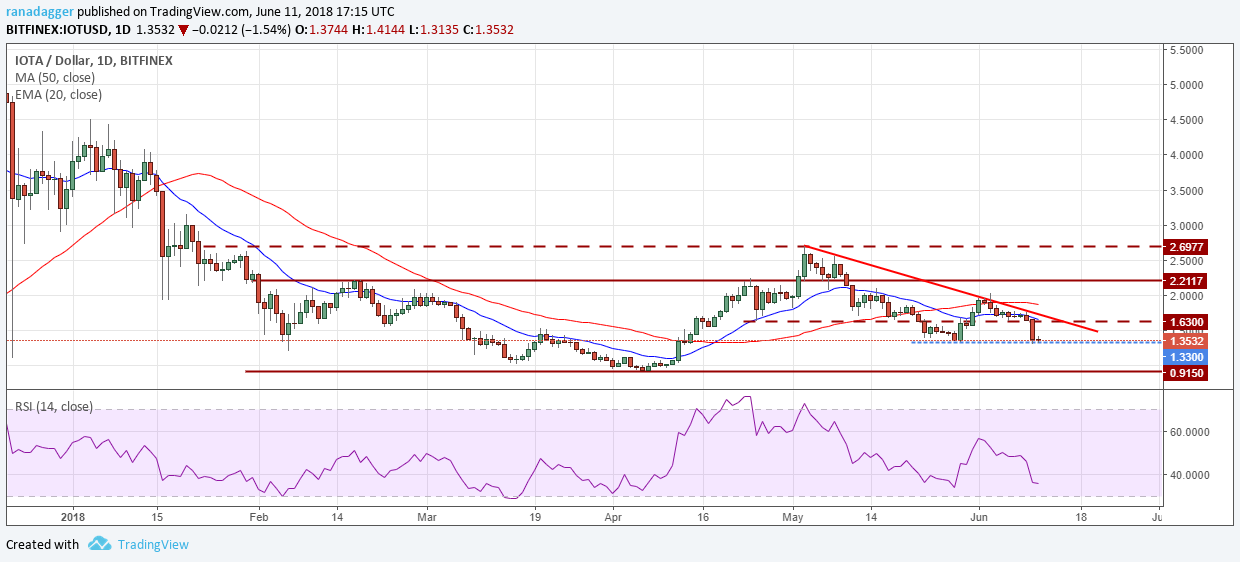 ranadagger published on TradingView.com, June 11, 2018 17:15 UTC
BITFINEX:IOTUSD, 1D 1.3532 ▼ −0.0212 (−1.54%) O:1.3744 H:1.4144 L:1.3135 C:1.3532
IOTA / Dollar, 1D, BITFINEX
MA (50, close)
EMA (20, close)
5.5000
5.0000
4.5000
4.0000
3.5000
3.0000
2.6977
2.5000
2.2117
2.0000
1.6300
1.3532
1.3300
0.9150
RSI (14, close)
60.0000
40.0000
2018 15 Feb 14 Mar 19 Apr 16 May 14 Jun 18
Created with TradingView